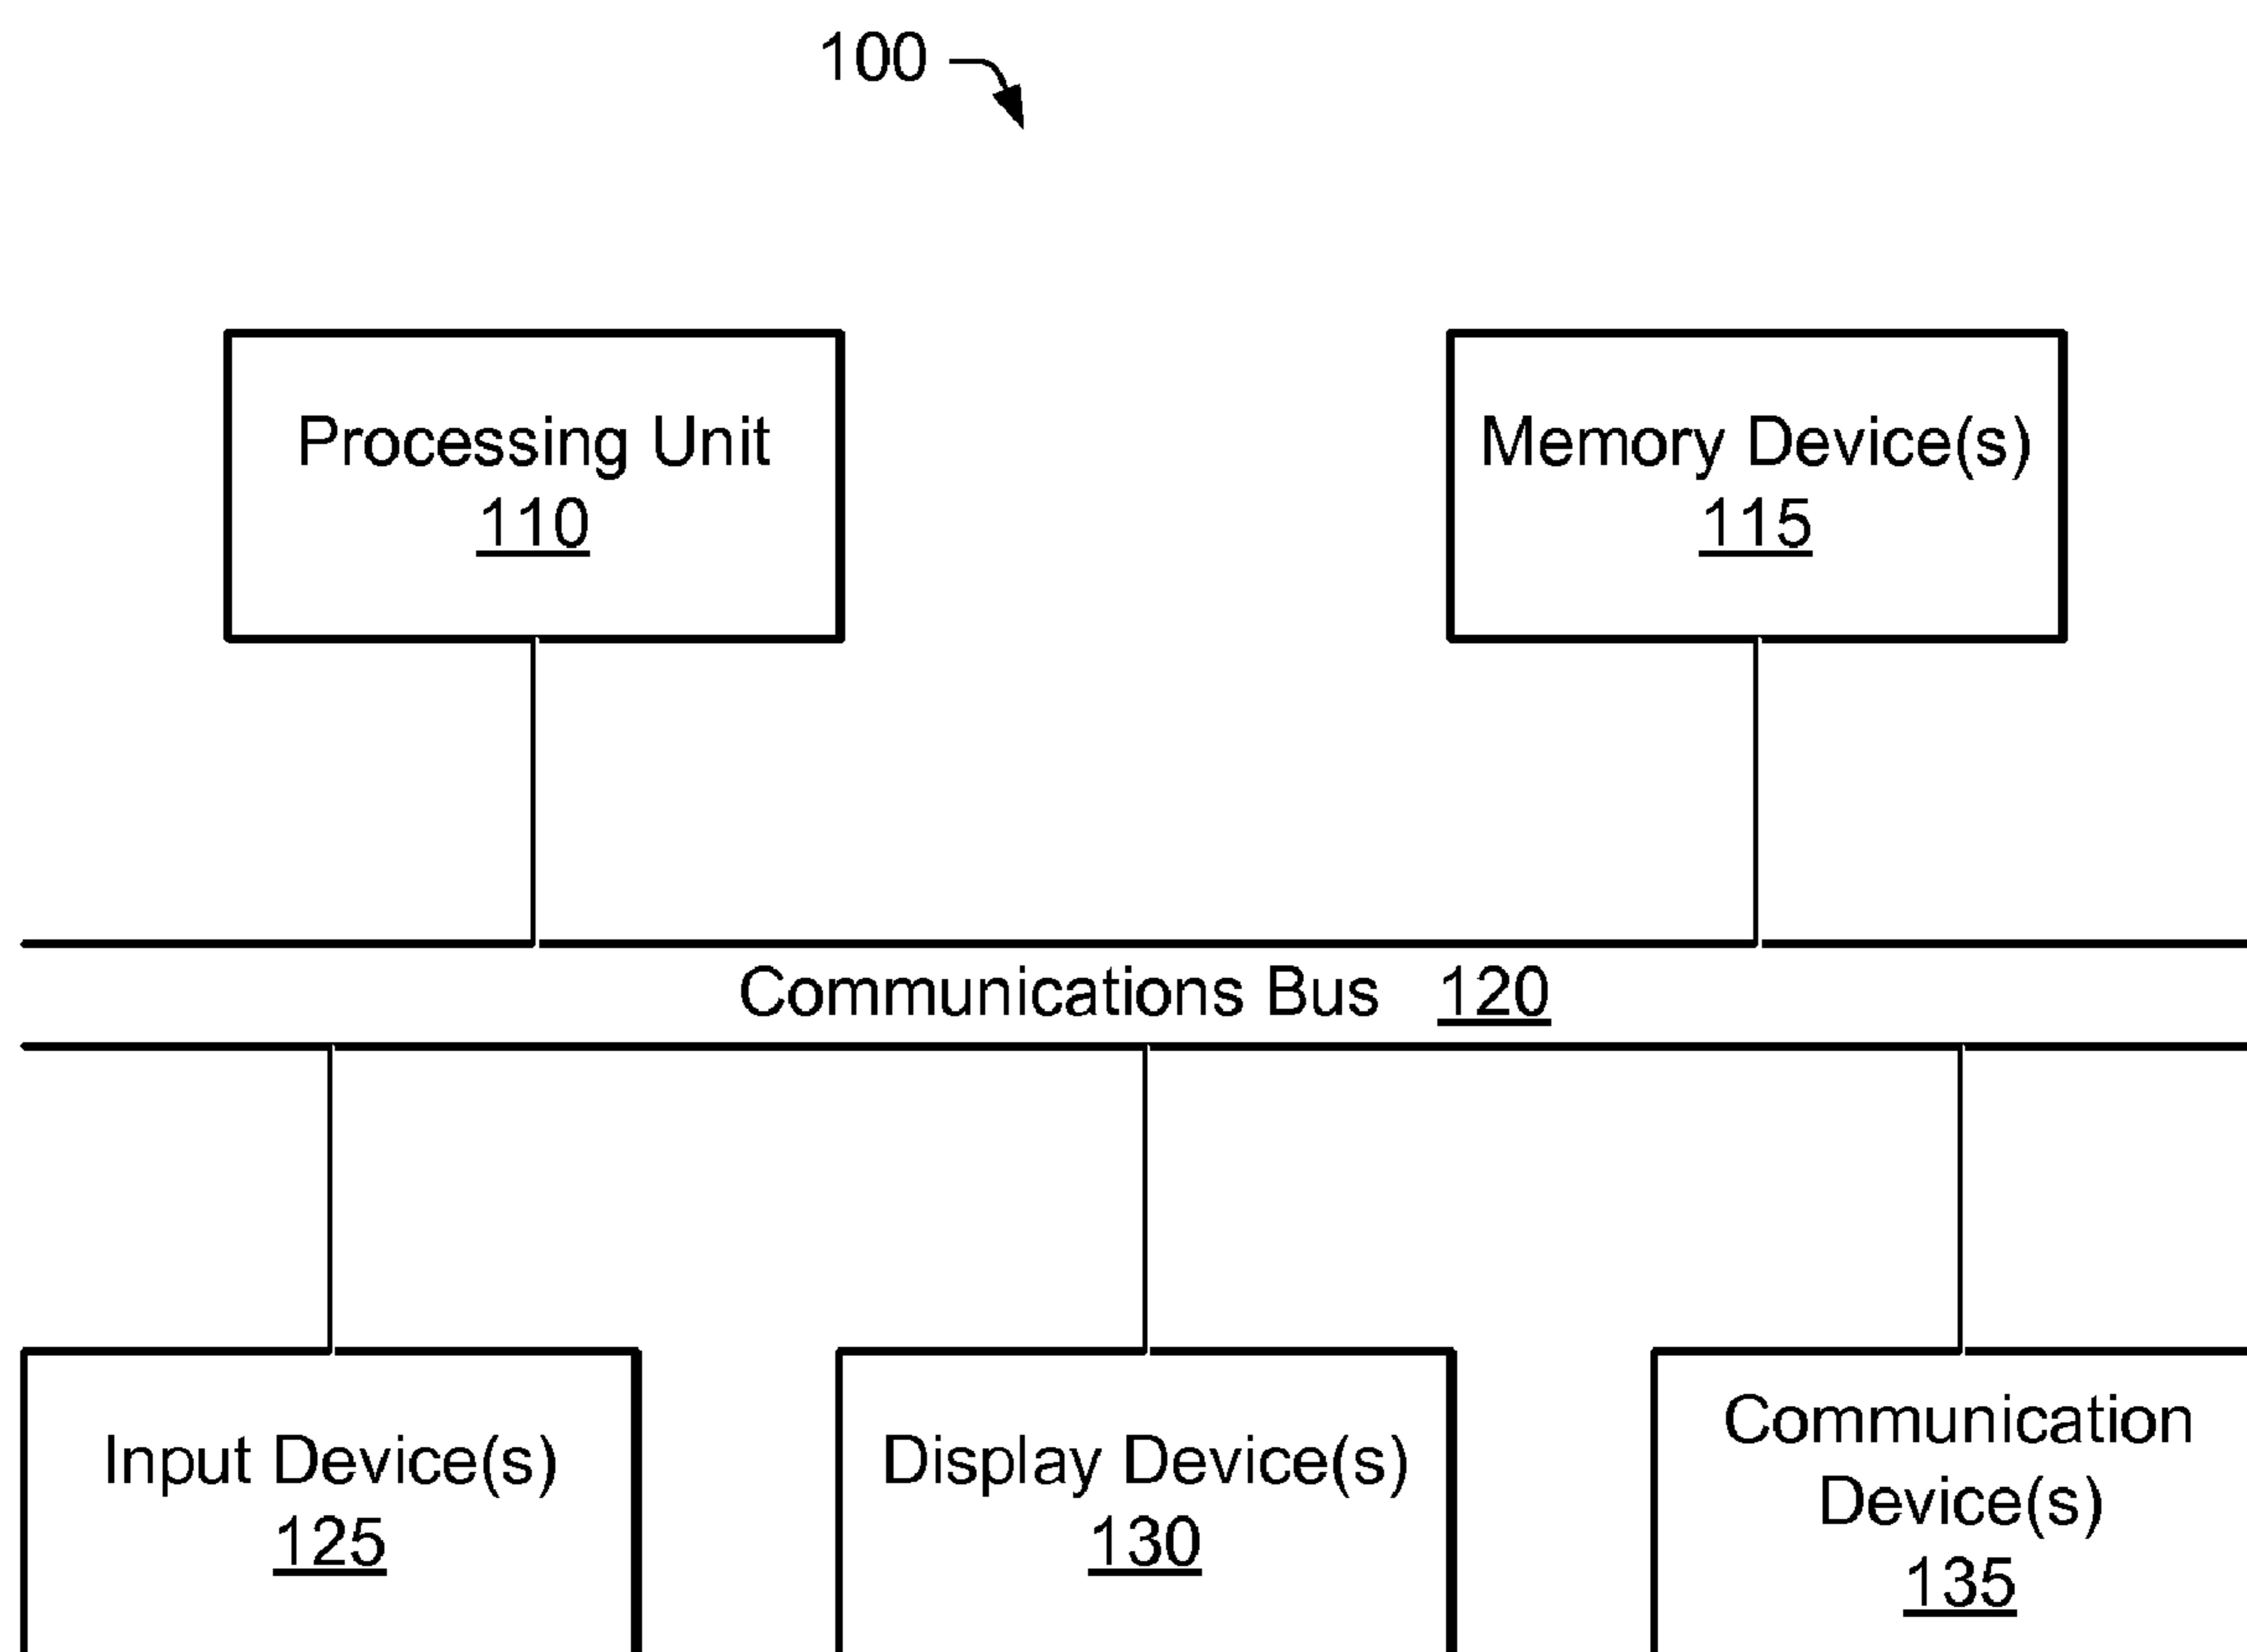 100
Processing Unit
110
Memory Device(s)
115
Communications Bus 120
Input Device(s)
125
Display Device(s)
130
Communication
Device(s)
135